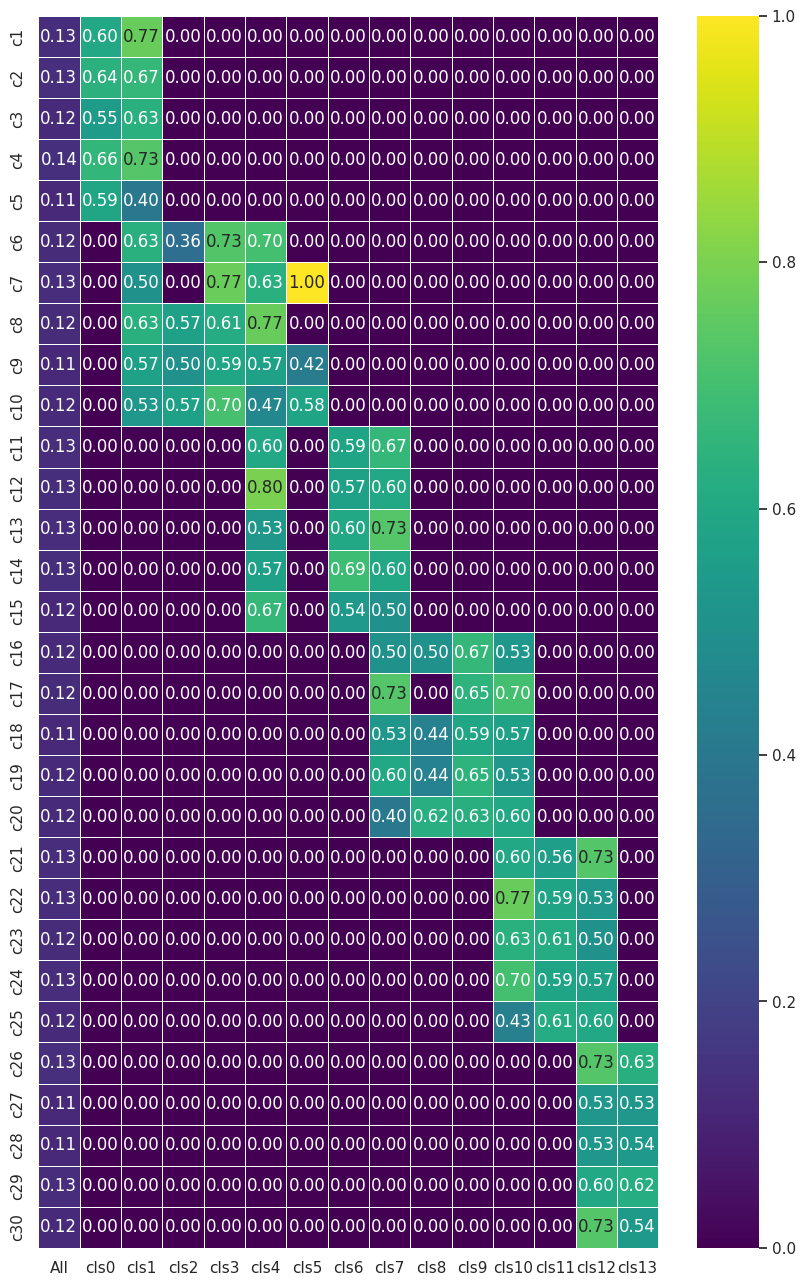 c1 0.13 0.60 0.77 0.00 0.00 0.00 0.00 0.00 0.00 0.00 0.00 0.00 0.00 0.00 0.00
c2 0.13 0.64 0.67 0.00 0.00 0.00 0.00 0.00 0.00 0.00 0.00 0.00 0.00 0.00 0.00
c3 0.12 0.55 0.63 0.00 0.00 0.00 0.00 0.00 0.00 0.00 0.00 0.00 0.00 0.00 0.00
c4 0.14 0.66 0.73 0.00 0.00 0.00 0.00 0.00 0.00 0.00 0.00 0.00 0.00 0.00 0.00
c5 0.11 0.59 0.40 0.00 0.00 0.00 0.00 0.00 0.00 0.00 0.00 0.00 0.00 0.00 0.00
c6 0.12 0.00 0.63 0.36 0.73 0.70 0.00 0.00 0.00 0.00 0.00 0.00 0.00 0.00 0.00
c7 0.13 0.00 0.50 0.00 0.77 0.63 1.00 0.00 0.00 0.00 0.00 0.00 0.00 0.00 0.00
c8 0.12 0.00 0.63 0.57 0.61 0.77 0.00 0.00 0.00 0.00 0.00 0.00 0.00 0.00 0.00
c9 0.11 0.00 0.57 0.50 0.59 0.57 0.42 0.00 0.00 0.00 0.00 0.00 0.00 0.00 0.00
c10 0.12 0.00 0.53 0.57 0.70 0.47 0.58 0.00 0.00 0.00 0.00 0.00 0.00 0.00 0.00
c11 0.13 0.00 0.00 0.00 0.00 0.60 0.00 0.59 0.67 0.00 0.00 0.00 0.00 0.00 0.00
c12 0.13 0.00 0.00 0.00 0.00 0.80 0.00 0.57 0.60 0.00 0.00 0.00 0.00 0.00 0.00
c13 0.13 0.00 0.00 0.00 0.00 0.53 0.00 0.60 0.73 0.00 0.00 0.00 0.00 0.00 0.00
c14 0.13 0.00 0.00 0.00 0.00 0.57 0.00 0.69 0.60 0.00 0.00 0.00 0.00 0.00 0.00
c15 0.12 0.00 0.00 0.00 0.00 0.67 0.00 0.54 0.50 0.00 0.00 0.00 0.00 0.00 0.00
c16 0.12 0.00 0.00 0.00 0.00 0.00 0.00 0.00 0.50 0.50 0.67 0.53 0.00 0.00 0.00
c17 0.12 0.00 0.00 0.00 0.00 0.00 0.00 0.00 0.73 0.00 0.65 0.70 0.00 0.00 0.00
c18 0.11 0.00 0.00 0.00 0.00 0.00 0.00 0.00 0.53 0.44 0.59 0.57 0.00 0.00 0.00
c19 0.12 0.00 0.00 0.00 0.00 0.00 0.00 0.00 0.60 0.44 0.65 0.53 0.00 0.00 0.00
c20 0.12 0.00 0.00 0.00 0.00 0.00 0.00 0.00 0.40 0.62 0.63 0.60 0.00 0.00 0.00
c21 0.13 0.00 0.00 0.00 0.00 0.00 0.00 0.00 0.00 0.00 0.00 0.60 0.56 0.73 0.00
c22 0.13 0.00 0.00 0.00 0.00 0.00 0.00 0.00 0.00 0.00 0.00 0.77 0.59 0.53 0.00
c23 0.12 0.00 0.00 0.00 0.00 0.00 0.00 0.00 0.00 0.00 0.00 0.63 0.61 0.50 0.00
c24 0.13 0.00 0.00 0.00 0.00 0.00 0.00 0.00 0.00 0.00 0.00 0.70 0.59 0.57 0.00
c25 0.12 0.00 0.00 0.00 0.00 0.00 0.00 0.00 0.00 0.00 0.00 0.43 0.61 0.60 0.00
c26 0.13 0.00 0.00 0.00 0.00 0.00 0.00 0.00 0.00 0.00 0.00 0.00 0.00 0.73 0.63
c27 0.11 0.00 0.00 0.00 0.00 0.00 0.00 0.00 0.00 0.00 0.00 0.00 0.00 0.53 0.53
c28 0.11 0.00 0.00 0.00 0.00 0.00 0.00 0.00 0.00 0.00 0.00 0.00 0.00 0.53 0.54
c29 0.13 0.00 0.00 0.00 0.00 0.00 0.00 0.00 0.00 0.00 0.00 0.00 0.00 0.60 0.62
c30 0.12 0.00 0.00 0.00 0.00 0.00 0.00 0.00 0.00 0.00 0.00 0.00 0.00 0.73 0.54
All cls0 cls1 cls2 cls3 cls4 cls5 cls6 cls7 cls8 cls9 cls10 cls11 cls12 cls13
1.0
0.8
0.6
0.4
0.2
0.0